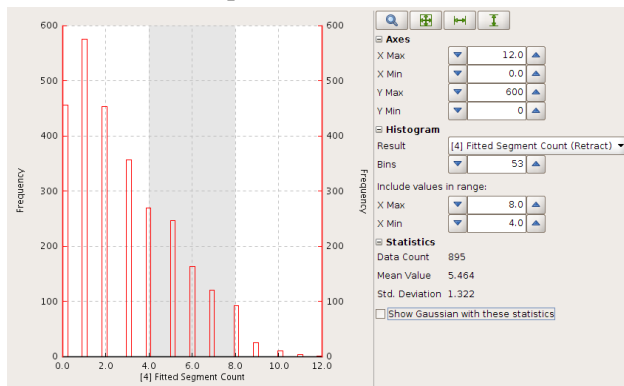 600
500
400
300
200
100
0
Frequency
600
500
400
300
200
100
0
Frequency
0.0 2.0 4.0 6.0 8.0 10.0 12.0
[4] Fitted Segment Count
Axes
X Max 12.0
X Min 0.0
Y Max 600
Y Min 0
Histogram
Result [4] Fitted Segment Count (Retract)
Bins 53
Include values in range:
X Max 8.0
X Min 4.0
Statistics
Data Count 895
Mean Value 5.464
Std. Deviation 1.322
Show Gaussian with these statistics